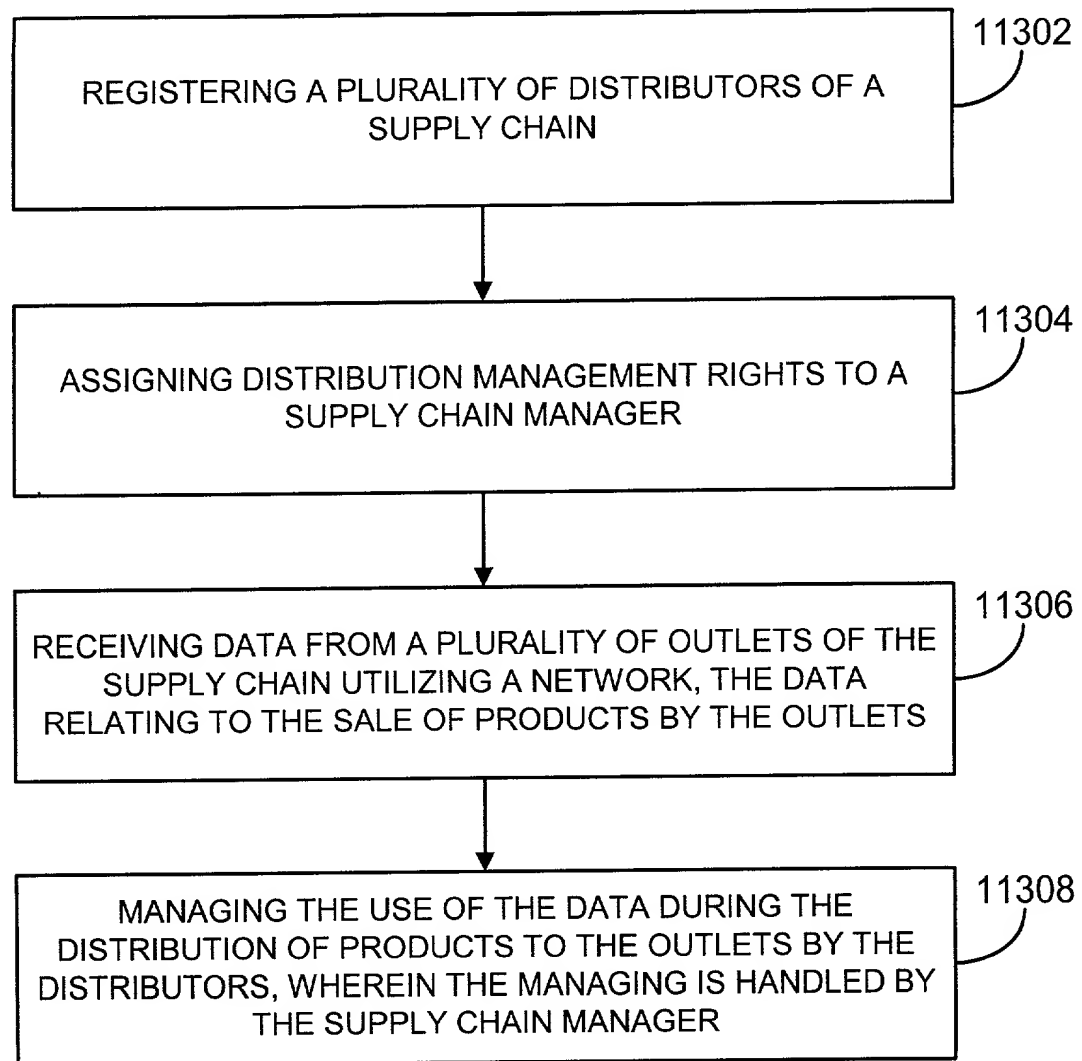 11302
REGISTERING A PLURALITY OF DISTRIBUTORS OF A
SUPPLY CHAIN
11304
ASSIGNING DISTRIBUTION MANAGEMENT RIGHTS TO A
SUPPLY CHAIN MANAGER
11306
RECEIVING DATA FROM A PLURALITY OF OUTLETS OF THE
SUPPLY CHAIN UTILIZING A NETWORK, THE DATA
RELATING TO THE SALE OF PRODUCTS BY THE OUTLETS
11308
MANAGING THE USE OF THE DATA DURING THE
DISTRIBUTION OF PRODUCTS TO THE OUTLETS BY THE
DISTRIBUTORS, WHEREIN THE MANAGING IS HANDLED BY
THE SUPPLY CHAIN MANAGER